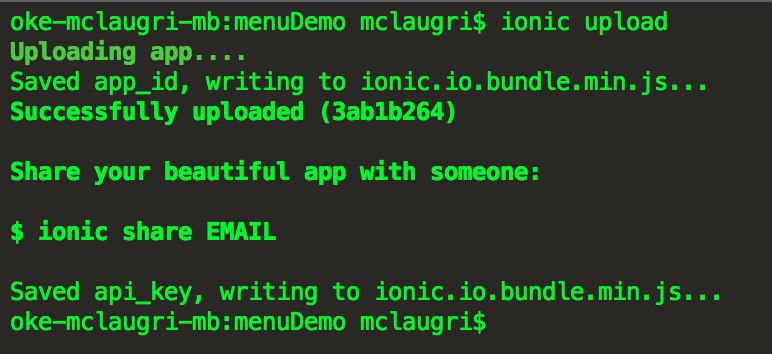 oke-mclaugri-mb:menuDemo mclaugri$ ionic upload
Uploading app....
Saved app_id, writing to ionic.io.bundle.min.js...
Successfully uploaded (3ab1b264)
Share your beautiful app with someone:
$ ionic share EMAIL
Saved api_key, writing to ionic.io.bundle.min.js...
oke-mclaugri-mb:menuDemo mclaugri$